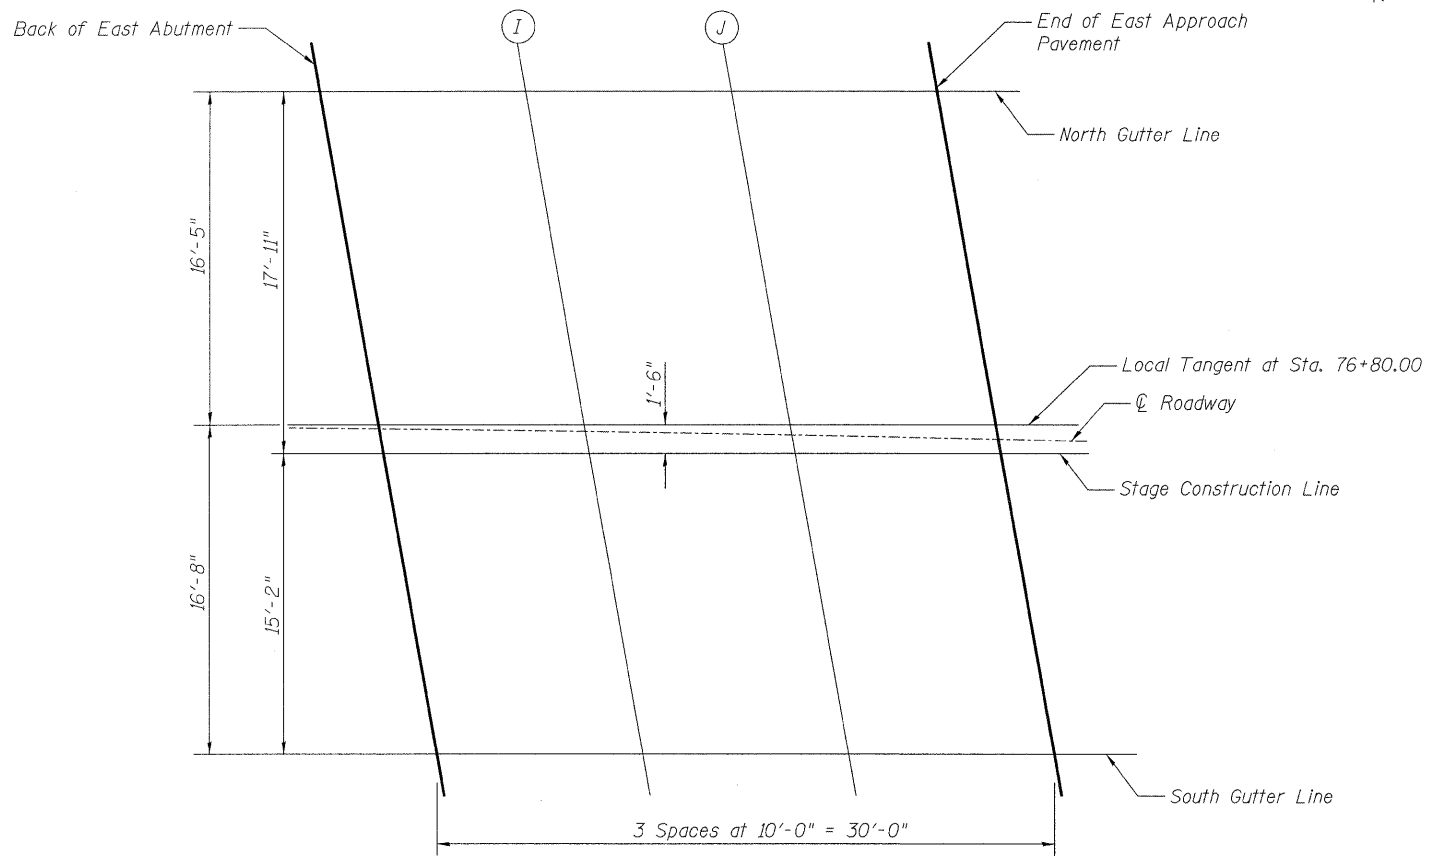 Back of East Abutment
I
J
End of East Approach
Pavement
North Gutter Line
16'-5"
17'-11"
1'-6"
Local Tangent at Sta. 76+80.00
℄ Roadway
Stage Construction Line
16'-8"
15'-2"
South Gutter Line
3 Spaces at 10'-0" = 30'-0"